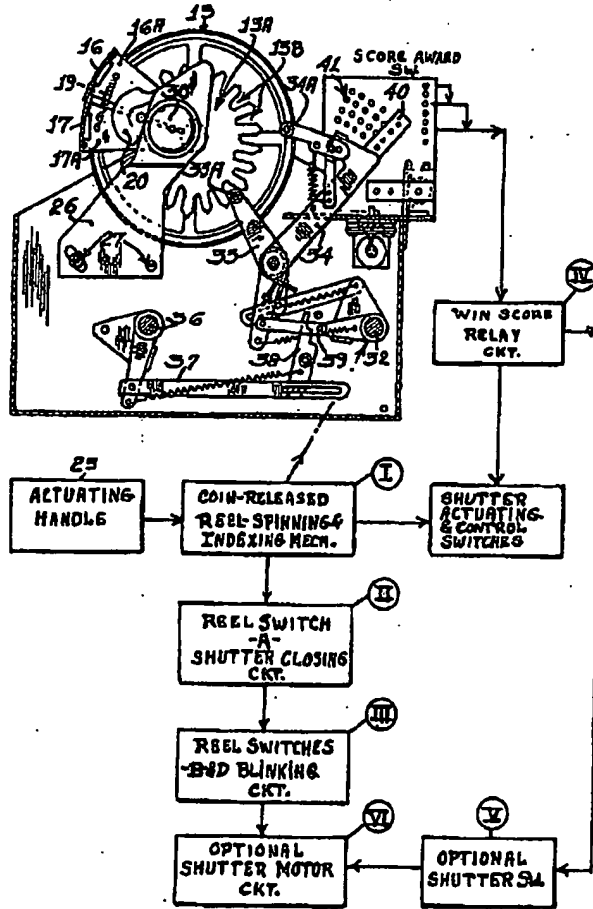 15
16A
13A
13B
16
41
SCORE AWARD
SW.
34A
40
19
30
17
17A
33A
20
26
35
34
27
IV
36
WIN SCORE
RELAY
CKT.
38
39
32
37
25
I
ACTUATING
HANDLE
COIN-RELEASED
REEL-SPINNING &
INDEXING MECH.
SHUTTER
ACTUATING
& CONTROL
SWITCHES
II
REEL SWITCH
-A-
SHUTTER CLOSING
CKT.
III
REEL SWITCHES
-B&D BLINKING
CKT.
VI
V
OPTIONAL
SHUTTER MOTOR
CKT.
OPTIONAL
SHUTTER SW.